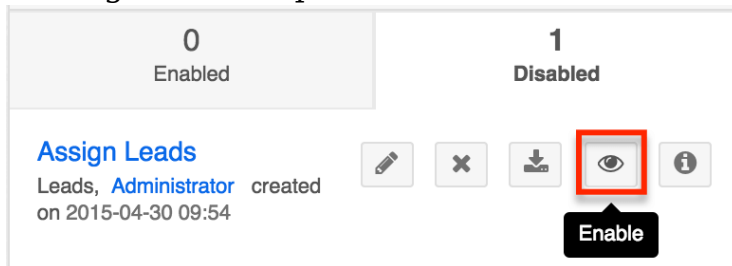 0
Enabled
1
Disabled
Assign Leads
Leads, Administrator created
on 2015-04-30 09:54
Enable